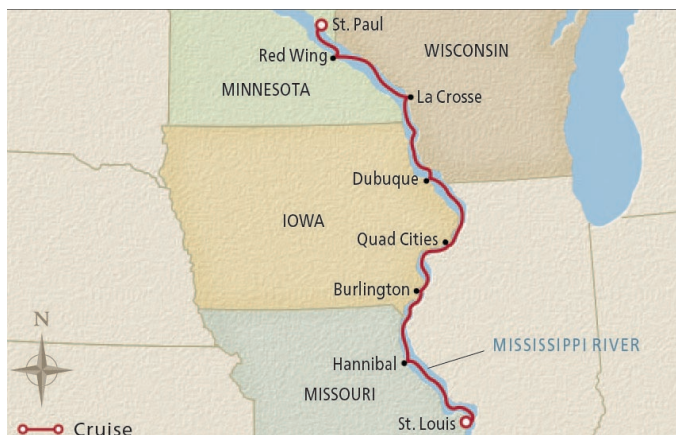 St. Paul
Red Wing
WISCONSIN
MINNESOTA
La Crosse
Dubuque
IOWA
Quad Cities
Burlington
N
MISSISSIPPI RIVER
Hannibal
MISSOURI
St. Louis
Cruise